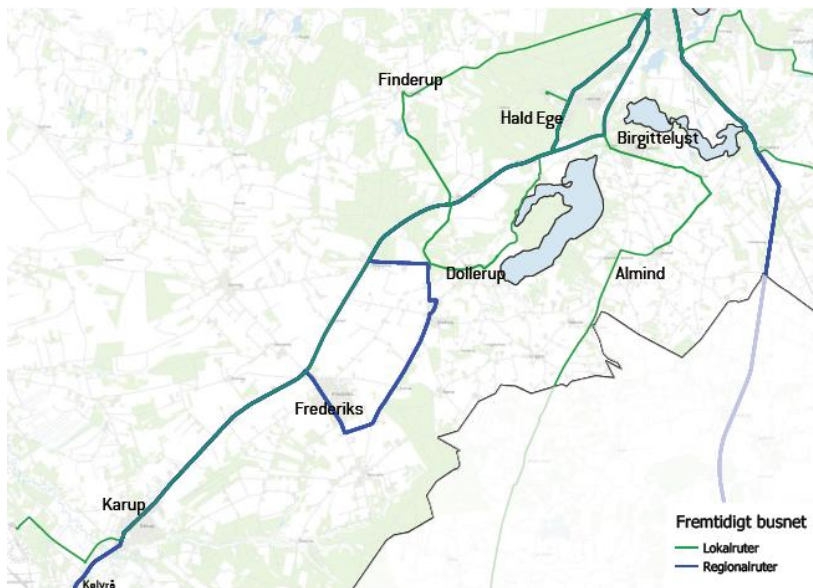 Finderup
Hald Ege
Birgittelyst
Dollerup
Almind
Frederiks
Karup
Kølvrå
Fremtidigt busnet
Lokalruter
Regionalruter